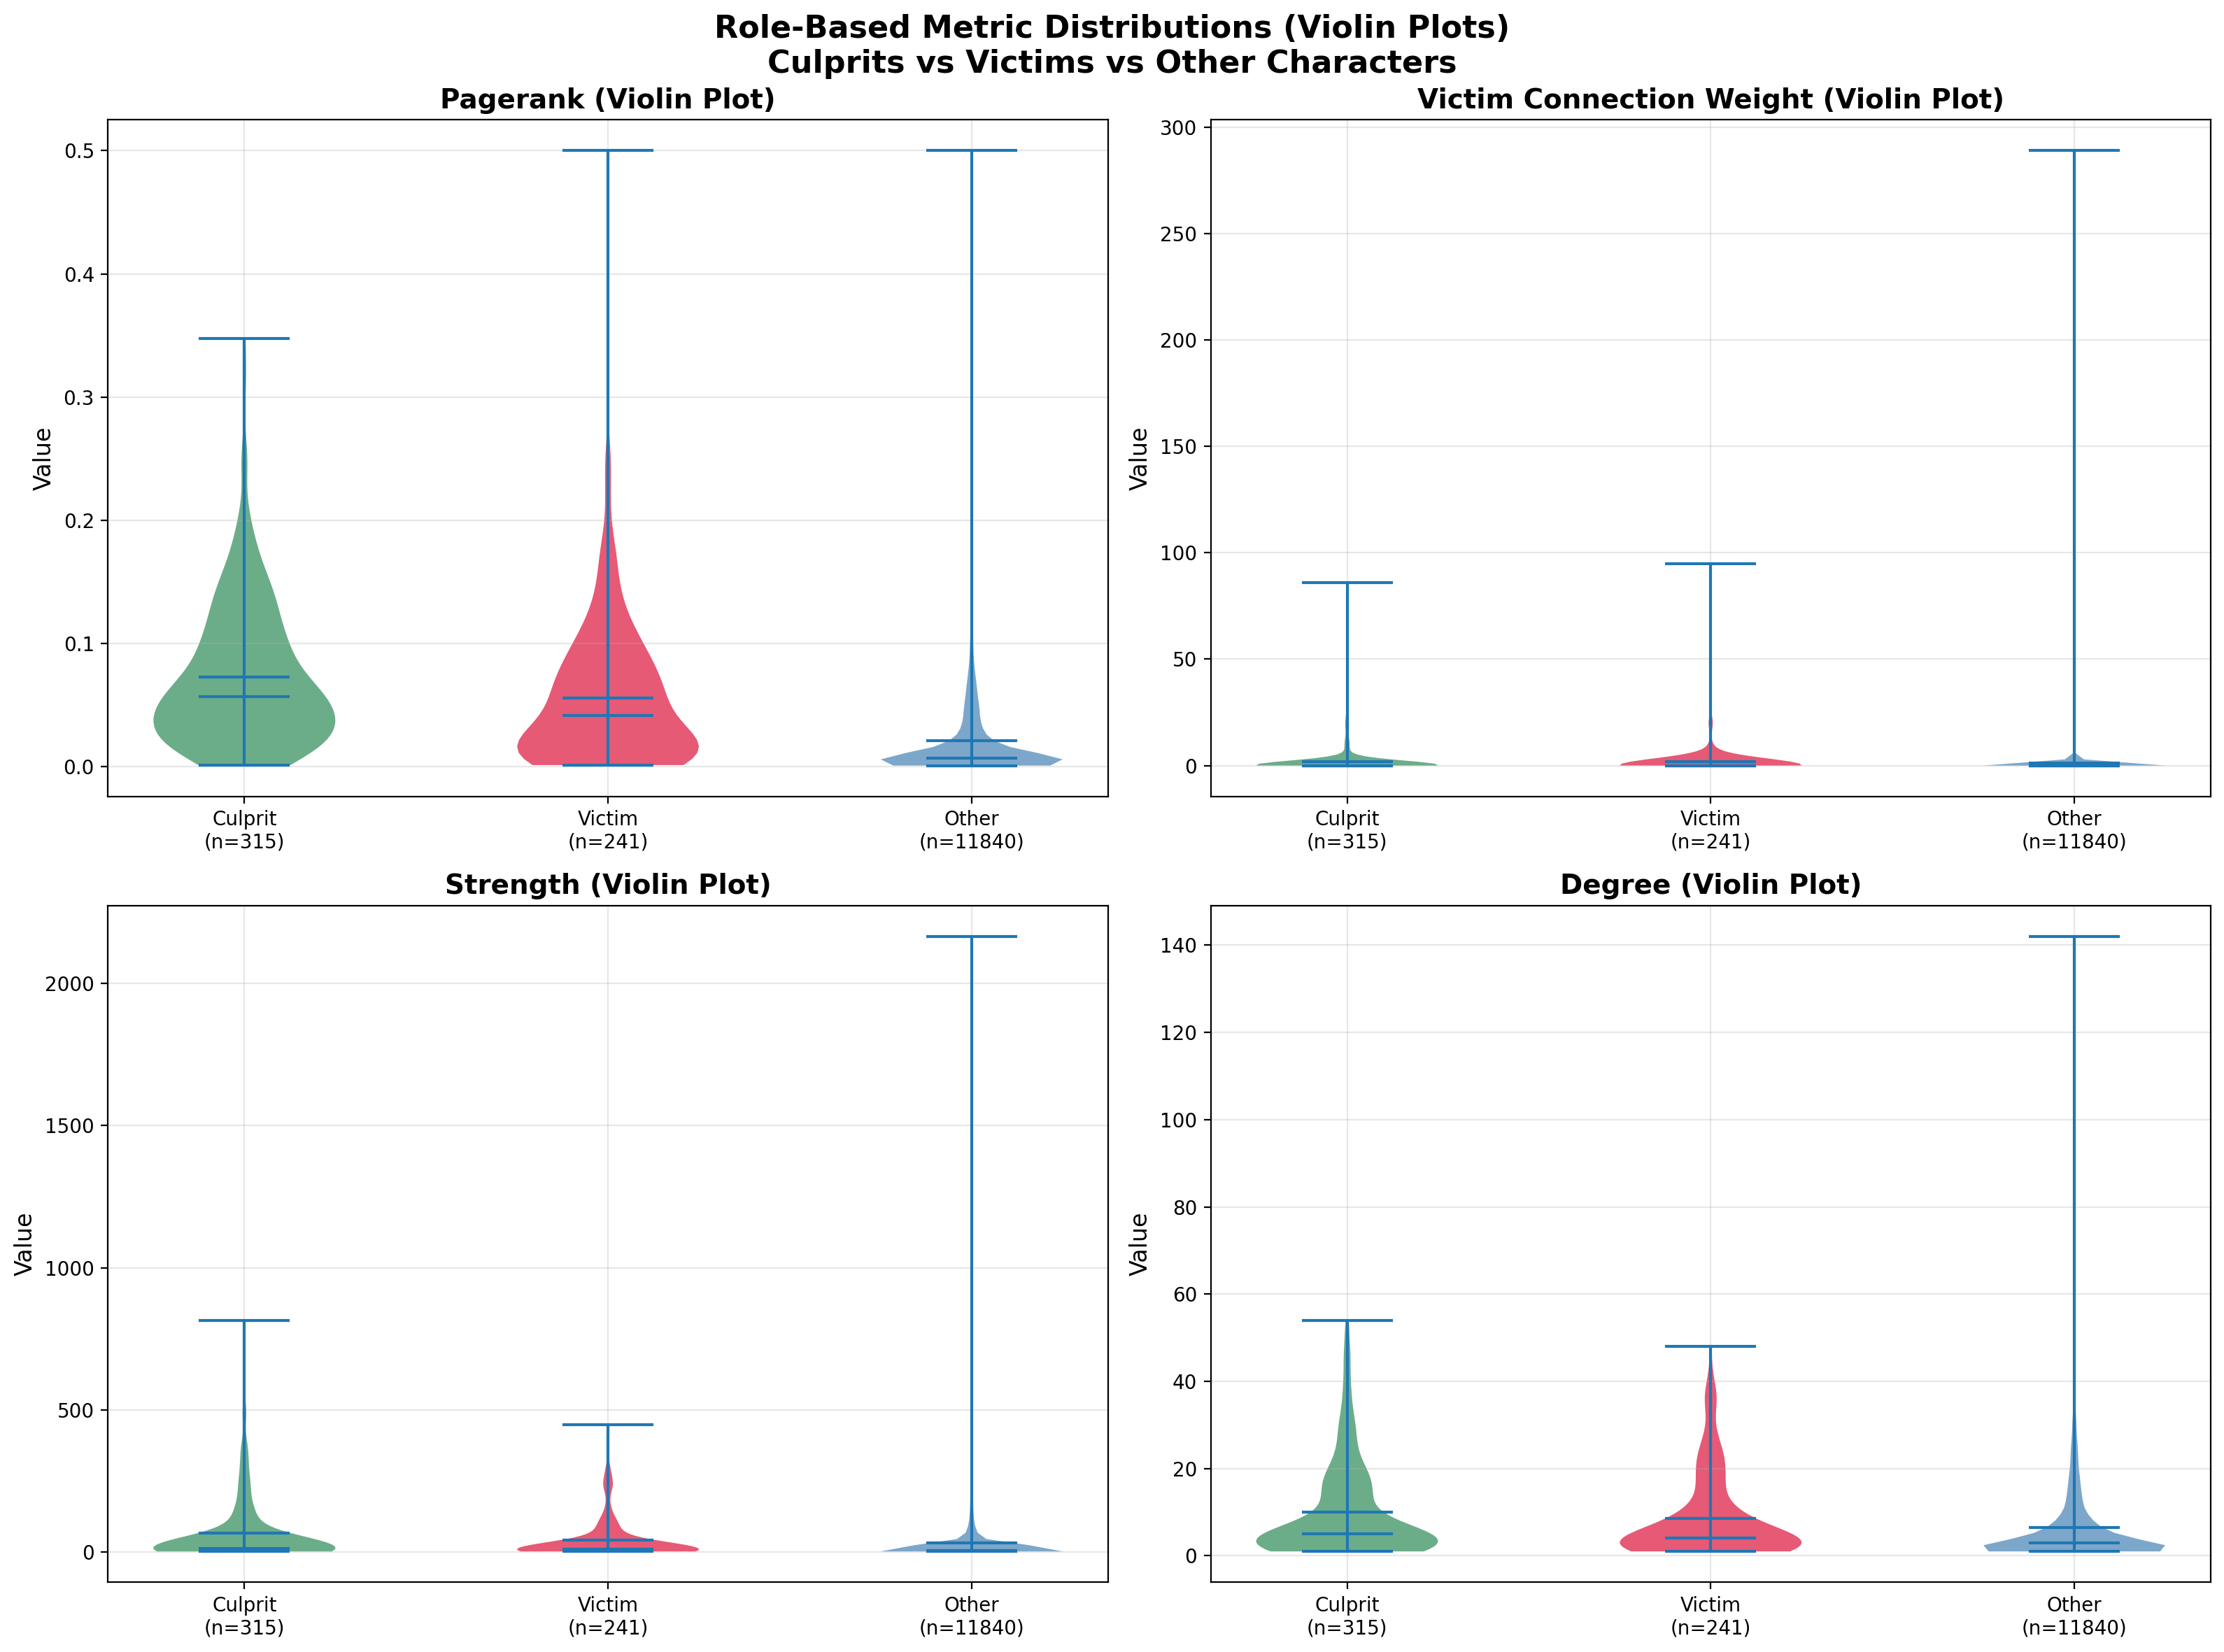 Role-Based Metric Distributions (Violin Plots)
Culprits vs Victims vs Other Characters
Pagerank (Violin Plot)
Value
0.5
0.4
0.3
0.2
0.1
0.0
Culprit
(n=315)
Victim
(n=241)
Other
(n=11840)
Victim Connection Weight (Violin Plot)
Value
300
250
200
150
100
50
0
Culprit
(n=315)
Victim
(n=241)
Other
(n=11840)
Strength (Violin Plot)
Value
2000
1500
1000
500
0
Culprit
(n=315)
Victim
(n=241)
Other
(n=11840)
Degree (Violin Plot)
Value
140
120
100
80
60
40
20
0
Culprit
(n=315)
Victim
(n=241)
Other
(n=11840)